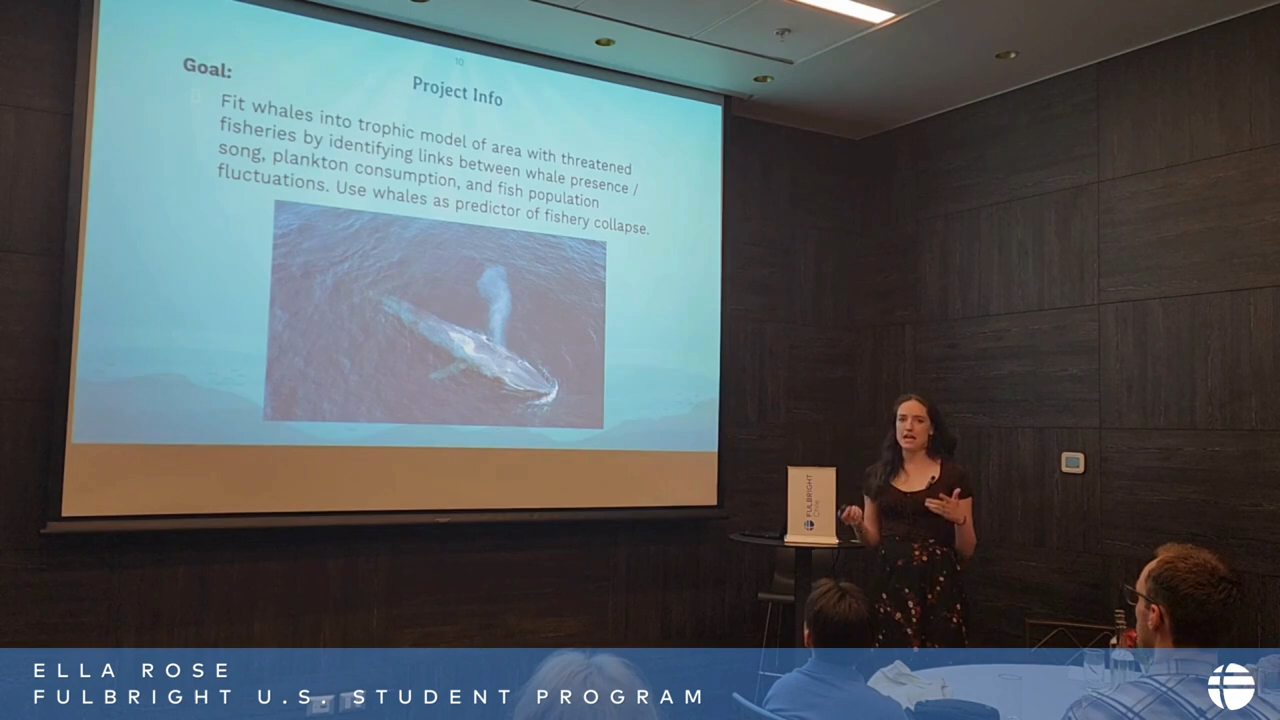 10
Project Info
Goal:
Fit whales into trophic model of area with threatened
fisheries by identifying links between whale presence /
song, plankton consumption, and fish population
fluctuations. Use whales as predictor of fishery collapse.
FULBRIGHT
Chile
ELLA ROSE
FULBRIGHT U.S. STUDENT PROGRAM